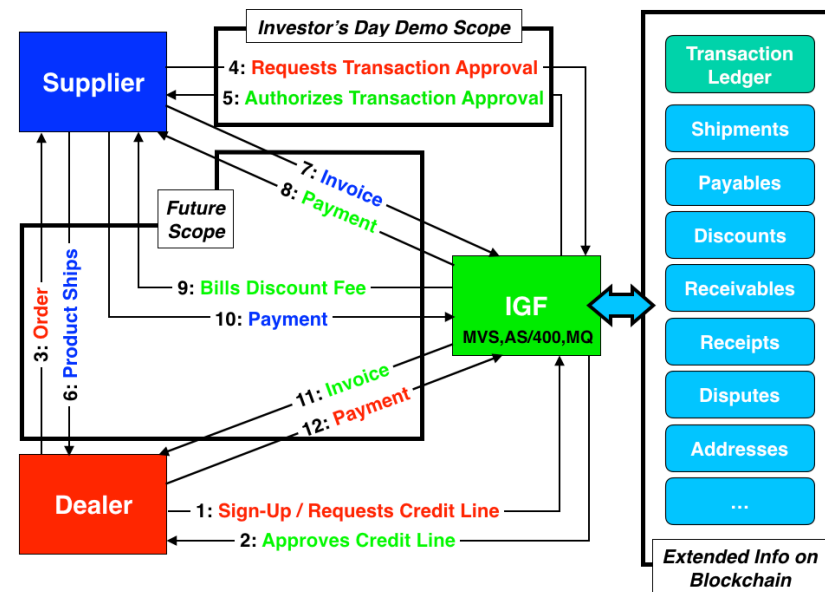 Investor's Day Demo Scope
Supplier
4: Requests Transaction Approval
5: Authorizes Transaction Approval
7: Invoice
8: Payment
Future
Scope
9: Bills Discount Fee
10: Payment
3: Order
6: Product Ships
IGF
MVS,AS/400,MQ
11: Invoice
12: Payment
Dealer
1: Sign-Up / Requests Credit Line
2: Approves Credit Line
Transaction
Ledger
Shipments
Payables
Discounts
Receivables
Receipts
Disputes
Addresses
...
Extended Info on
Blockchain